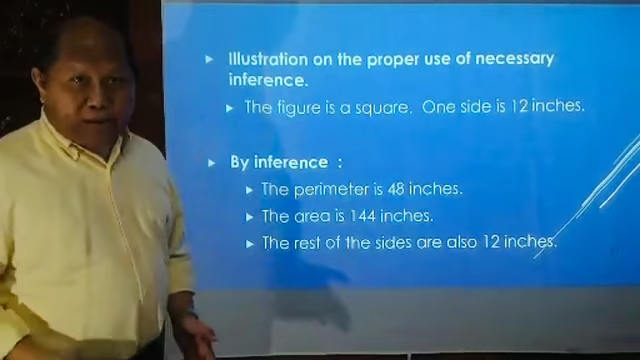 Illustration on the proper use of necessary
inference.
The figure is a square. One side is 12 inches.
By inference :
The perimeter is 48 inches.
The area is 144 inches.
The rest of the sides are also 12 inches.